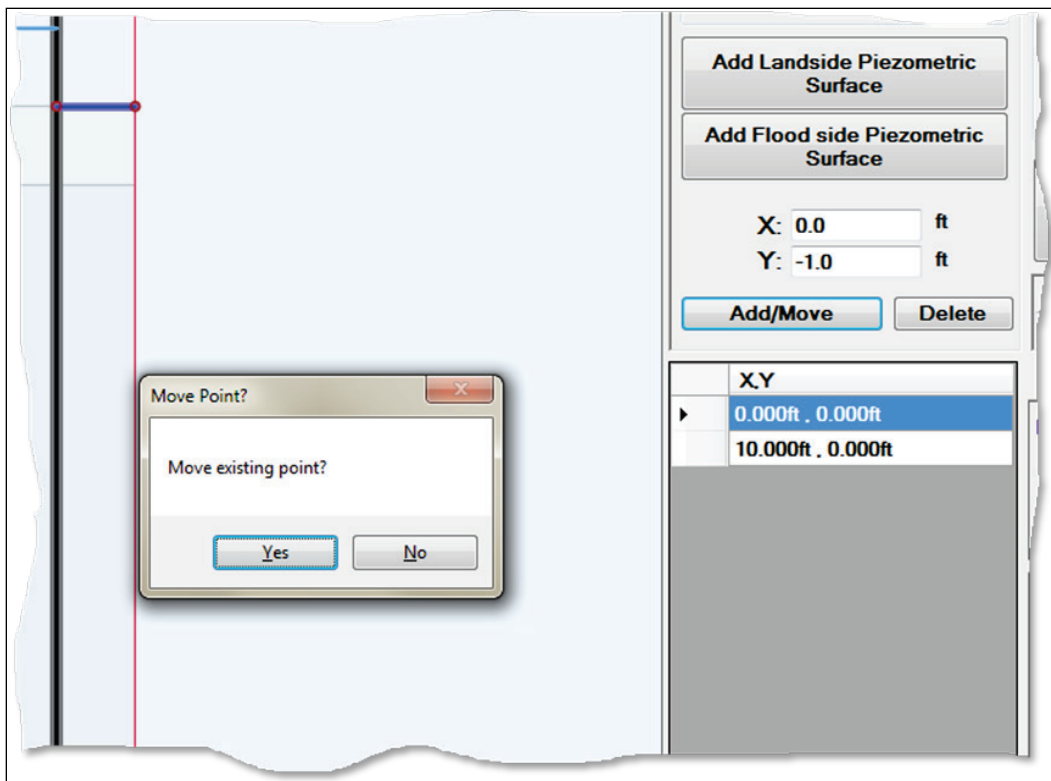 Add Landside Piezometric
Surface
Add Flood side Piezometric
Surface
X: 0.0 ft
Y: -1.0 ft
Add/Move Delete
X,Y
0.000ft , 0.000ft
10.000ft , 0.000ft
Move Point?
Move existing point?
Yes No